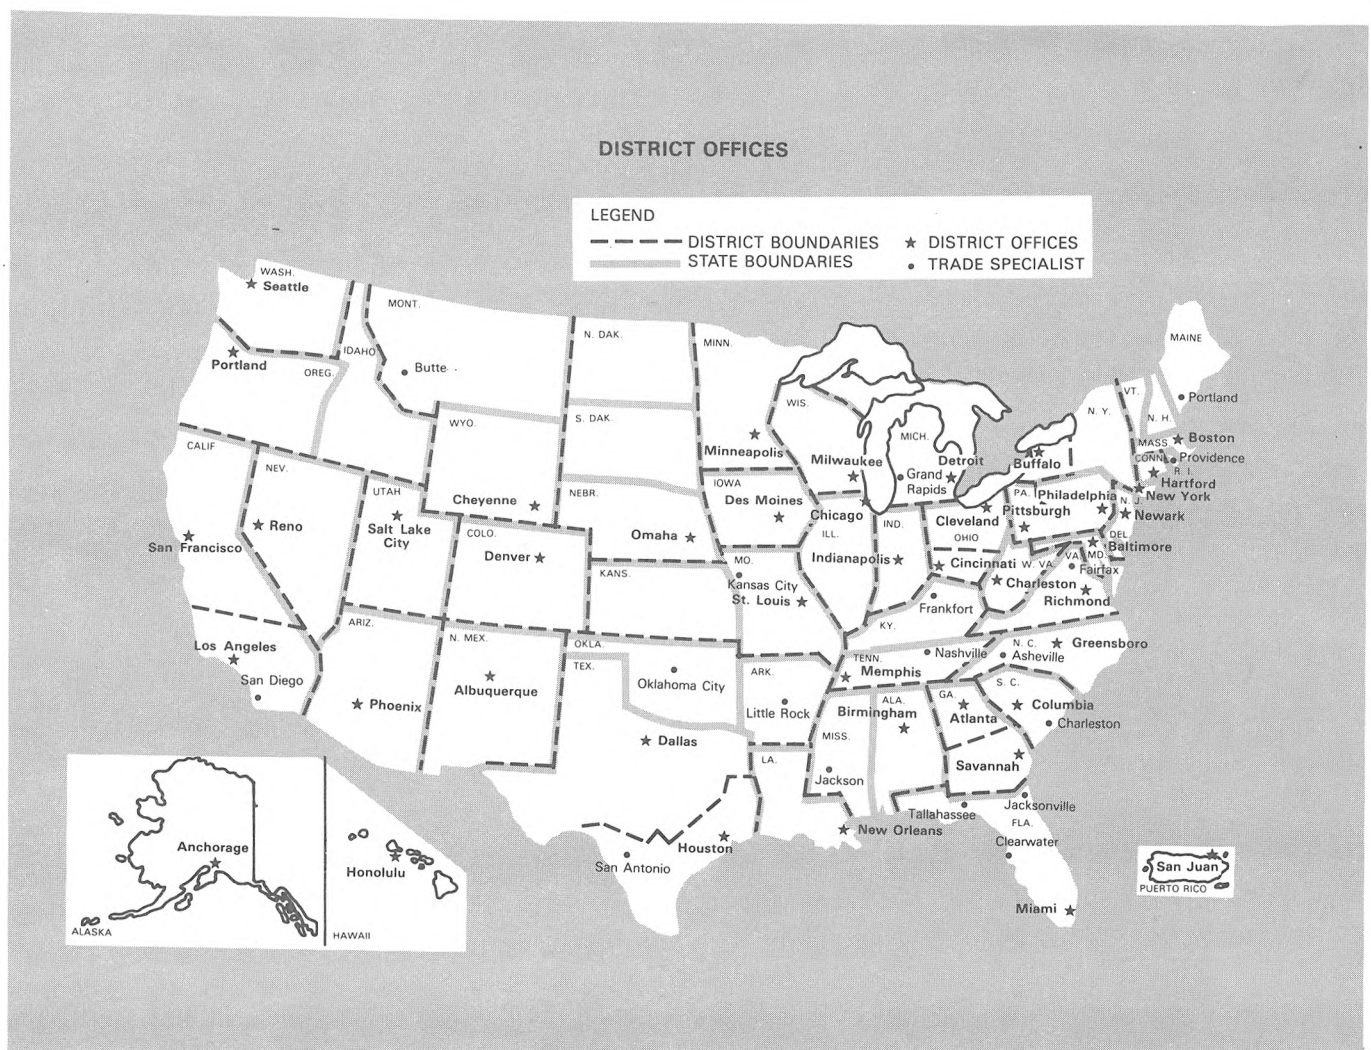 DISTRICT OFFICES
LEGEND
DISTRICT BOUNDARIES
STATE BOUNDARIES
DISTRICT OFFICES
TRADE SPECIALIST
WASH.
Seattle
Portland
OREG.
IDAHO
MONT.
Butte
N. DAK.
S. DAK.
MINN.
Minneapolis
WIS.
Milwaukee
MICH.
Grand
Rapids
Detroit
N. Y.
Buffalo
VT.
N. H.
MAINE
Portland
MASS
Boston
CONN.
Providence
R. I.
Hartford
New York
N. J.
Newark
PA.
Philadelphia
Pittsburgh
DEL
MD.
Baltimore
CALIF
San Francisco
Los Angeles
San Diego
NEV.
Reno
UTAH
Salt Lake
City
WYO.
Cheyenne
COLO.
Denver
NEBR.
Omaha
IOWA
Des Moines
Chicago
ILL.
IND.
Indianapolis
Cleveland
OHIO
Cincinnati
W. VA.
Charleston
VA.
Fairfax
Richmond
KANS.
MO.
Kansas City
St. Louis
Frankfort
KY.
ARIZ.
Phoenix
N. MEX.
Albuquerque
OKLA.
Oklahoma City
TEX.
Dallas
Houston
San Antonio
ARK.
Little Rock
TENN.
Memphis
Nashville
N. C.
Greensboro
Asheville
S. C.
Columbia
Charleston
GA.
Atlanta
Savannah
ALA.
Birmingham
MISS.
Jackson
LA.
New Orleans
Tallahassee
Jacksonville
FLA.
Clearwater
Miami
Anchorage
ALASKA
Honolulu
HAWAII
San Juan
PUERTO RICO